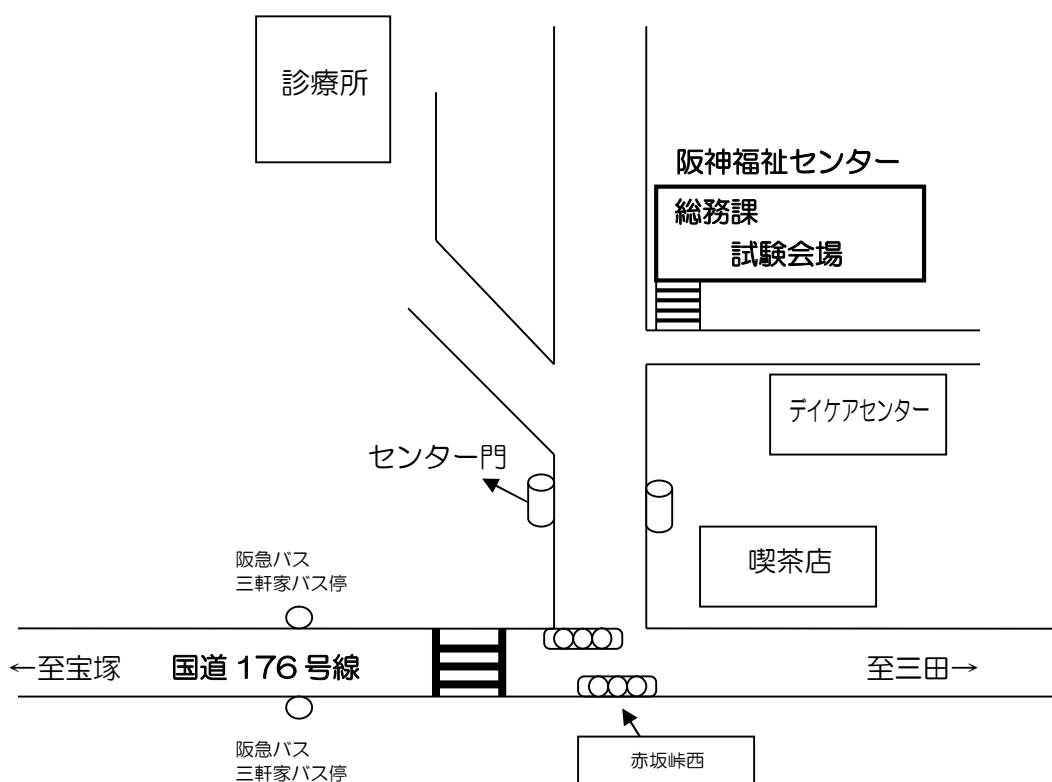 診療所
阪神福祉センター
総務課
試験会場
デイケアセンター
センター門
喫茶店
阪急バス
三軒家バス停
←至宝塚
国道176号線
至三田→
阪急バス
三軒家バス停
赤坂峠西